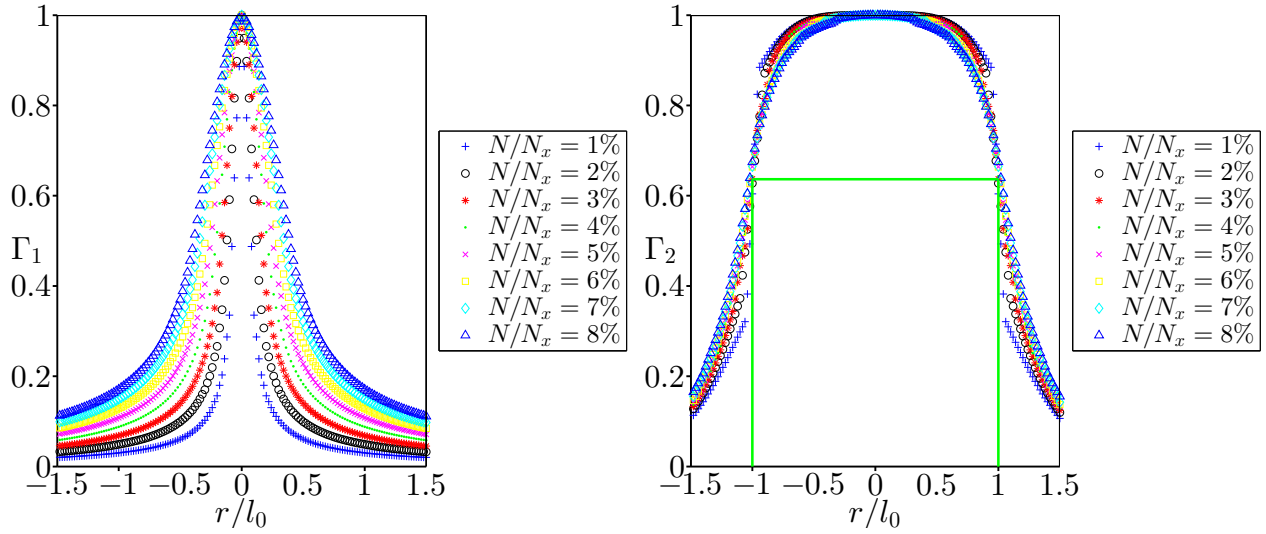 1
0.8
0.6
Γ₁
0.4
0.2
0
−1.5 −1 −0.5 0 0.5 1 1.5
r/l₀
N/Nₓ = 1%
N/Nₓ = 2%
N/Nₓ = 3%
N/Nₓ = 4%
N/Nₓ = 5%
N/Nₓ = 6%
N/Nₓ = 7%
N/Nₓ = 8%
1
0.8
0.6
Γ₂
0.4
0.2
0
−1.5 −1 −0.5 0 0.5 1 1.5
r/l₀
N/Nₓ = 1%
N/Nₓ = 2%
N/Nₓ = 3%
N/Nₓ = 4%
N/Nₓ = 5%
N/Nₓ = 6%
N/Nₓ = 7%
N/Nₓ = 8%